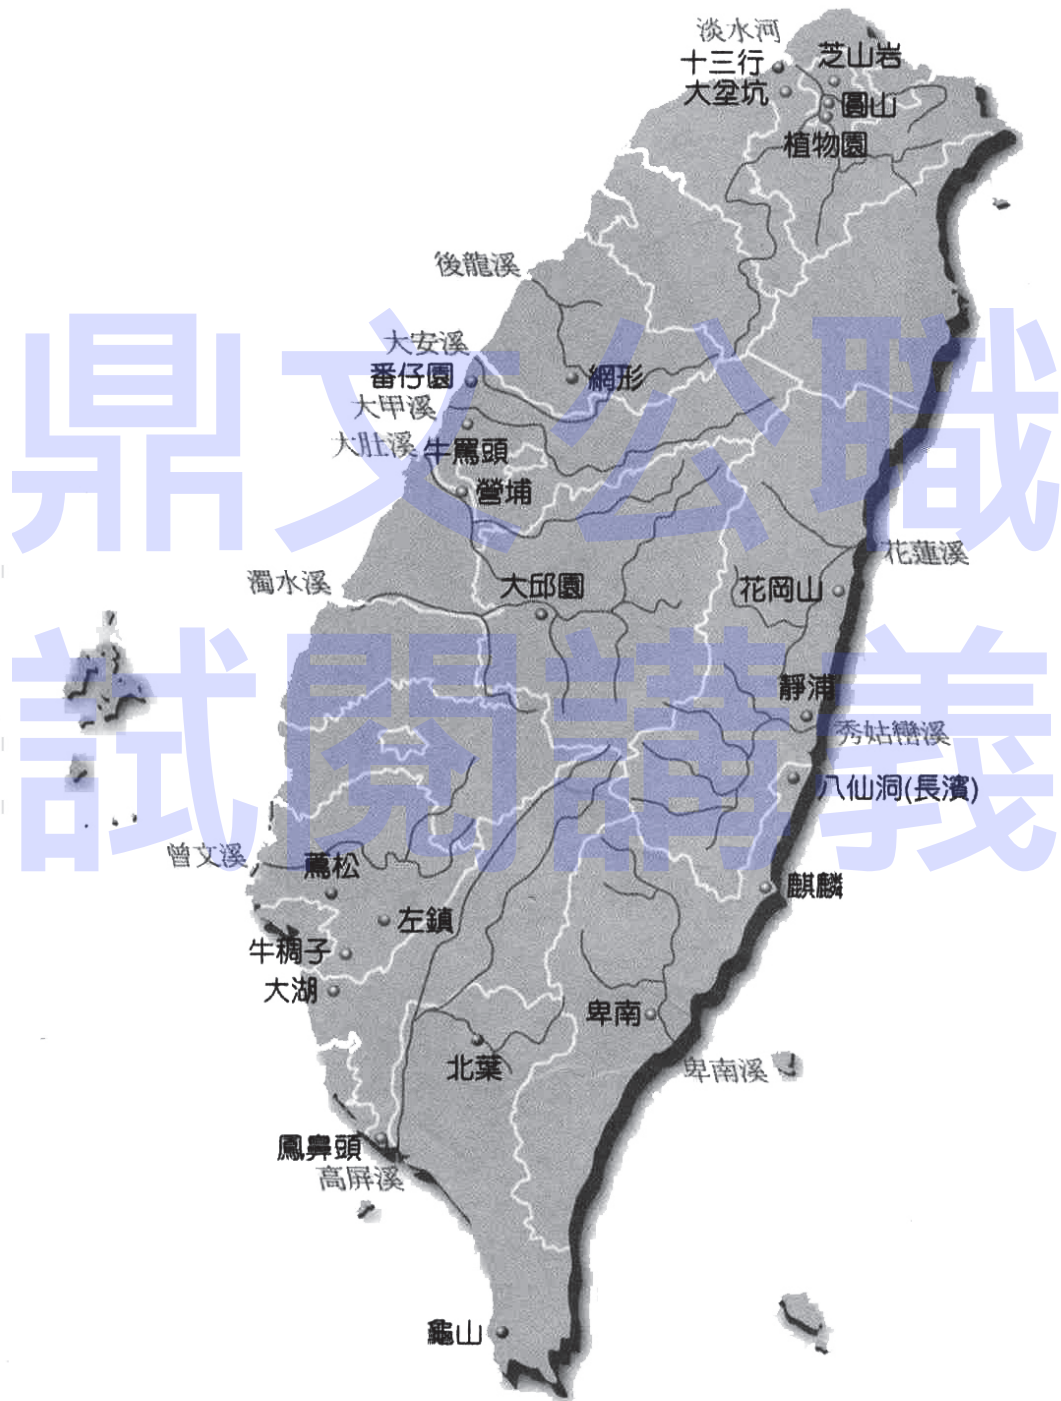 淡水河
十三行
芝山岩
大坌坑
圓山
植物園
後龍溪
大安溪
番仔園
網形
大甲溪
大肚溪
牛罵頭
營埔
鼎文公職
花蓮溪
濁水溪
大邱園
花岡山
靜浦
秀姑巒溪
試閱講義
八仙洞(長濱)
曾文溪
蔦松
麒麟
左鎮
牛稠子
大湖
卑南
北葉
卑南溪
鳳鼻頭
高屏溪
龜山